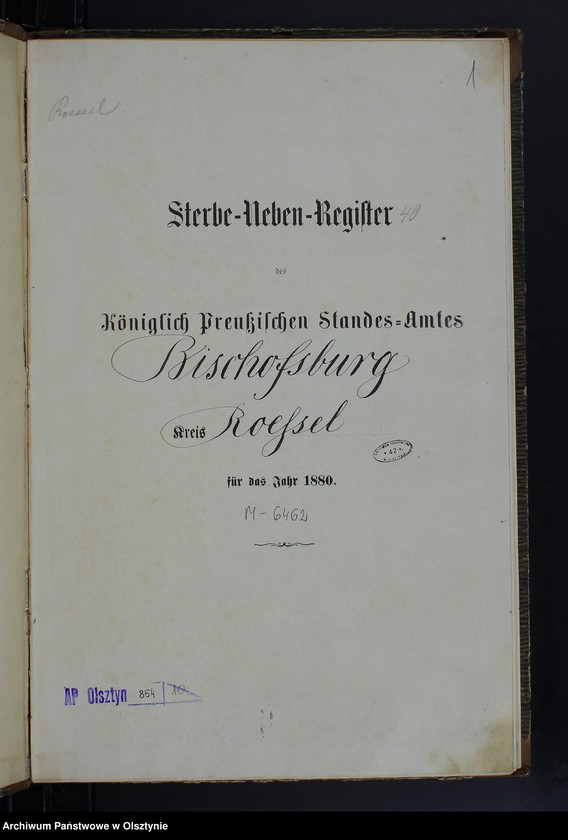 1
Roessel
Sterbe-Neben-Register 40
des
Königlich Preußischen Standes=Amtes
Bischofsburg
Kreis Roessel
42
für das Jahr 1880.
M-6462
AP Olsztyn 854 10
Archiwum Państwowe w Olsztynie